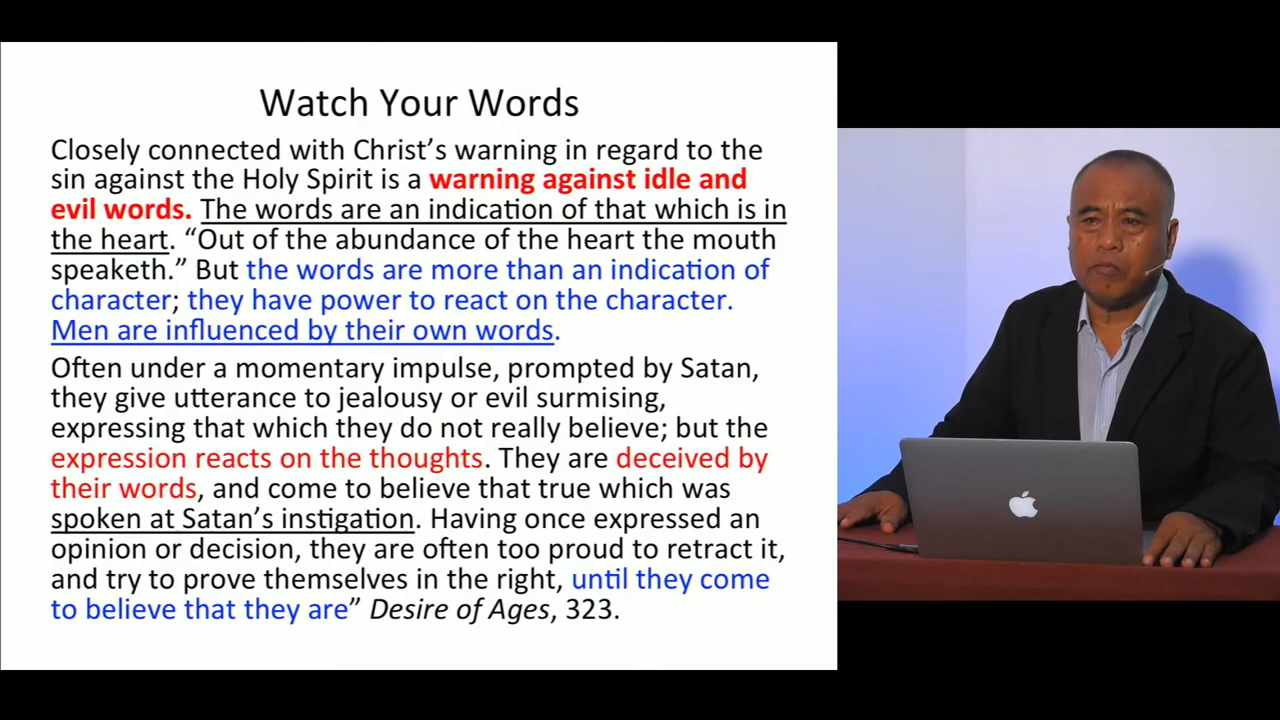 Watch Your Words
Closely connected with Christ’s warning in regard to the
sin against the Holy Spirit is a warning against idle and
evil words. The words are an indication of that which is in
the heart. “Out of the abundance of the heart the mouth
speaketh.” But the words are more than an indication of
character; they have power to react on the character.
Men are influenced by their own words.
Often under a momentary impulse, prompted by Satan,
they give utterance to jealousy or evil surmising,
expressing that which they do not really believe; but the
expression reacts on the thoughts. They are deceived by
their words, and come to believe that true which was
spoken at Satan’s instigation. Having once expressed an
opinion or decision, they are often too proud to retract it,
and try to prove themselves in the right, until they come
to believe that they are” Desire of Ages, 323.